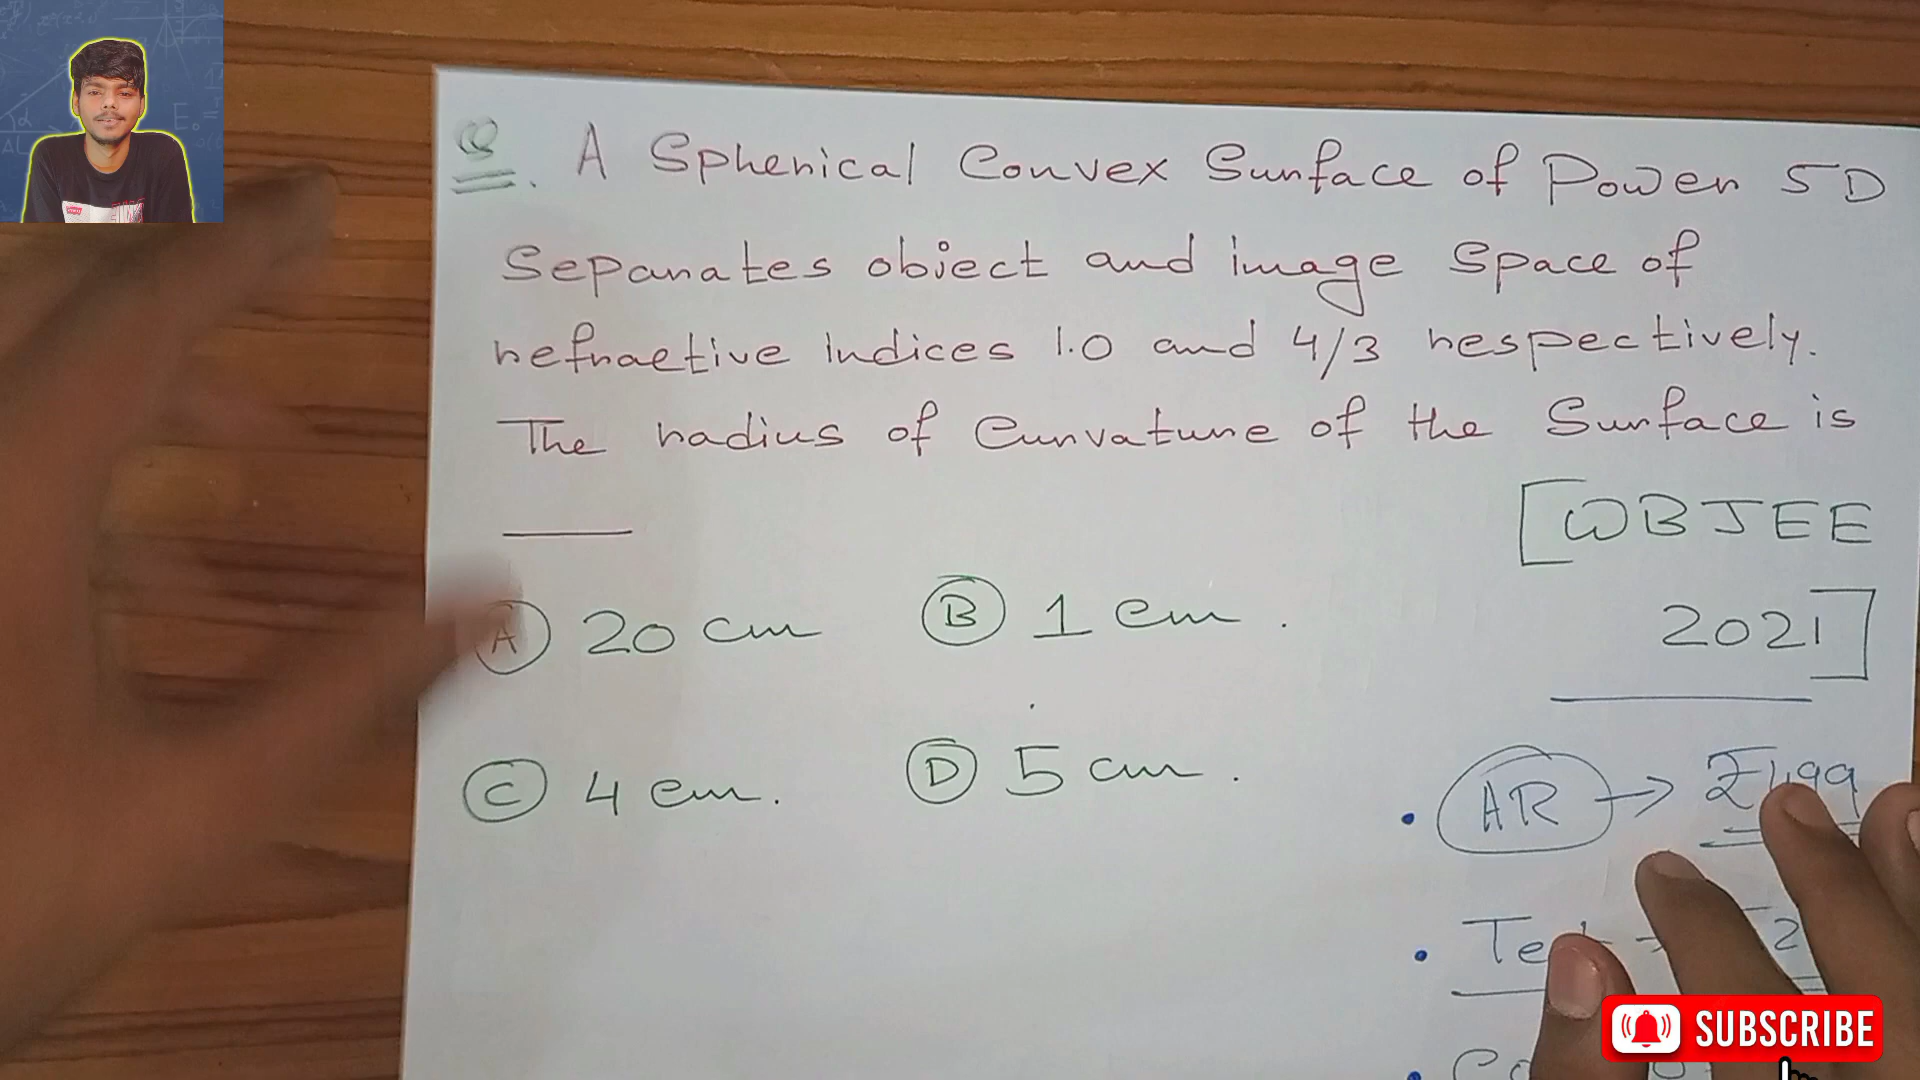 Q. A Spherical Convex Surface of Power 5D
Separates object and image Space of
refractive indices 1.0 and 4/3 respectively.
The radius of Curvature of the Surface is
____
[WBJEE
2021]
(A) 20 cm
(B) 1 cm.
(C) 4 cm.
(D) 5 cm.
• AR →
•
•
SUBSCRIBE